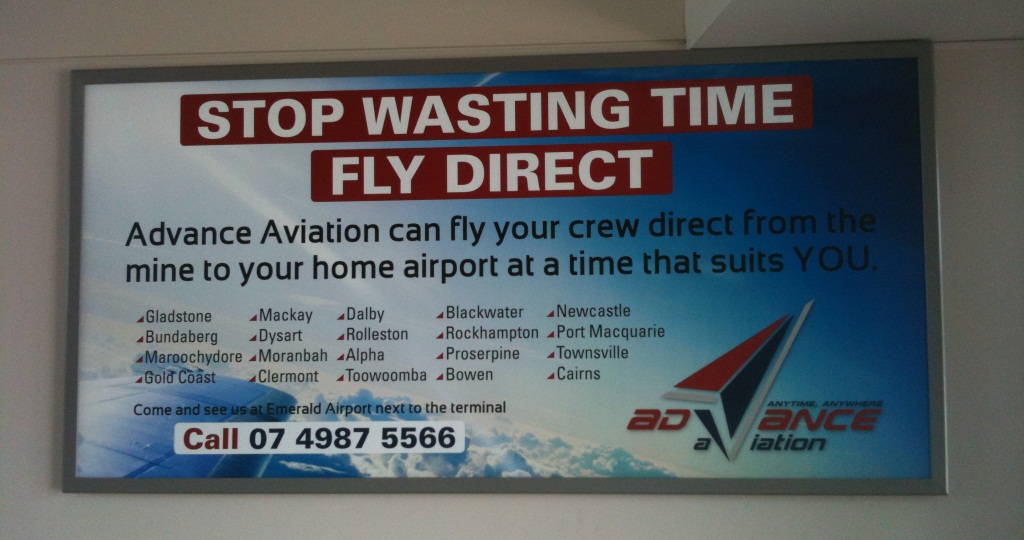 STOP WASTING TIME
FLY DIRECT
Advance Aviation can fly your crew direct from the
mine to your home airport at a time that suits YOU.
Gladstone Mackay Dalby Blackwater Newcastle
Bundaberg Dysart Rolleston Rockhampton Port Macquarie
Maroochydore Moranbah Alpha Proserpine Townsville
Gold Coast Clermont Toowoomba Bowen Cairns
Come and see us at Emerald Airport next to the terminal
Call 07 4987 5566
ANYTIME, ANYWHERE
ADVANCE
aviation